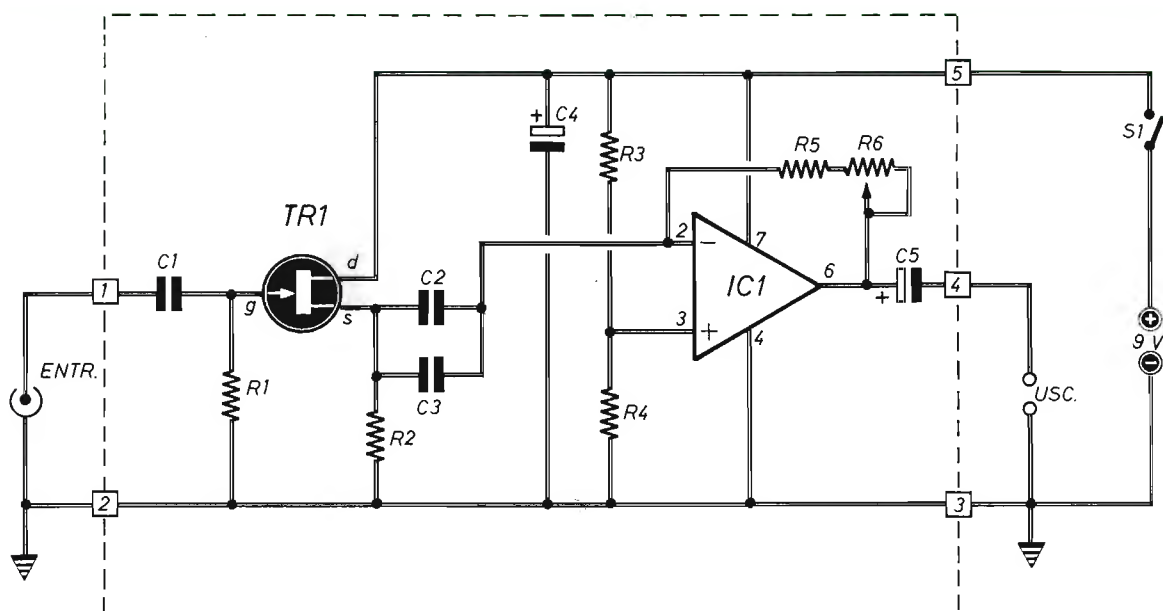 5
C4
+
S1
R3
R5
R6
TR1
2
−
7
d
C2
C1
1
g
s
IC1
6
C5
+
4
3
+
4
+
9 V
−
ENTR.
R1
C3
R2
R4
USC.
2
3